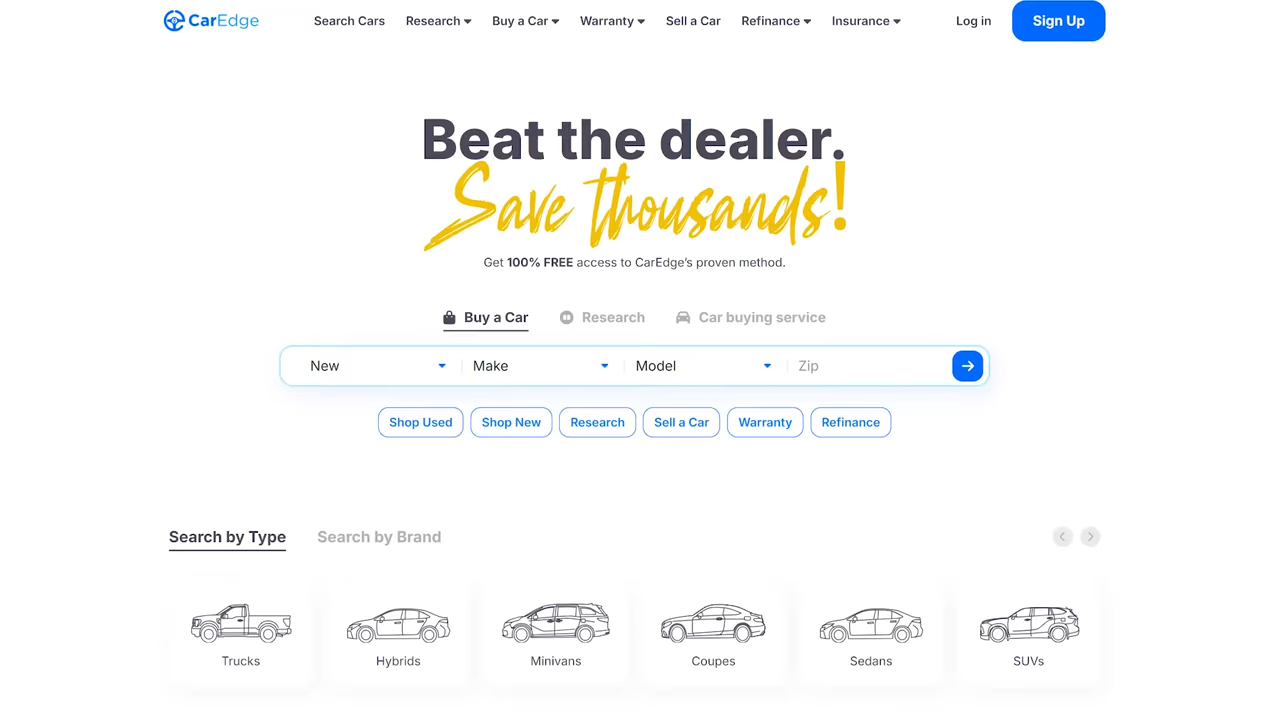 CarEdge Search Cars Research Buy a Car Warranty Sell a Car Refinance Insurance Log in Sign Up
Beat the dealer.
Save thousands!
Get 100% FREE access to CarEdge's proven method.
Buy a Car Research Car buying service
New Make Model Zip
Shop Used Shop New Research Sell a Car Warranty Refinance
Search by Type Search by Brand
Trucks Hybrids Minivans Coupes Sedans SUVs